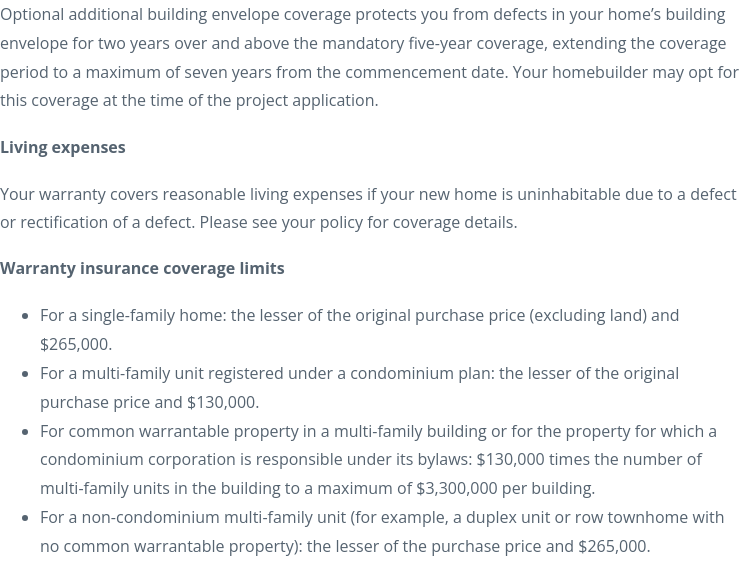 Optional additional building envelope coverage protects you from defects in your home's building
envelope for two years over and above the mandatory five-year coverage, extending the coverage
period to a maximum of seven years from the commencement date. Your homebuilder may opt for
this coverage at the time of the project application.
Living expenses
Your warranty covers reasonable living expenses if your new home is uninhabitable due to a defect
or rectification of a defect. Please see your policy for coverage details.
Warranty insurance coverage limits
• For a single-family home: the lesser of the original purchase price (excluding land) and
$265,000.
• For a multi-family unit registered under a condominium plan: the lesser of the original
purchase price and $130,000.
• For common warrantable property in a multi-family building or for the property for which a
condominium corporation is responsible under its bylaws: $130,000 times the number of
multi-family units in the building to a maximum of $3,300,000 per building.
• For a non-condominium multi-family unit (for example, a duplex unit or row townhome with
no common warrantable property): the lesser of the purchase price and $265,000.